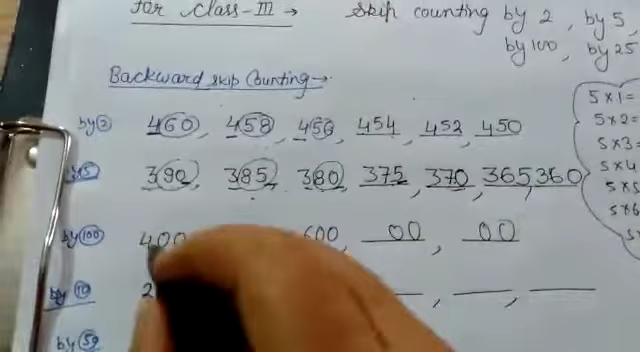 for Class-III → Skip counting by 2, by 5,
by 100, by 25
Backward skip Counting →
by 2 460, 458, 456, 454, 452, 450
by 5 390, 385, 380, 375, 370, 365, 360
by 100 400 600, 00, 00
by 10 2
by 50
5×1=
5×2=
5×3=
5×4
5×5
5×6